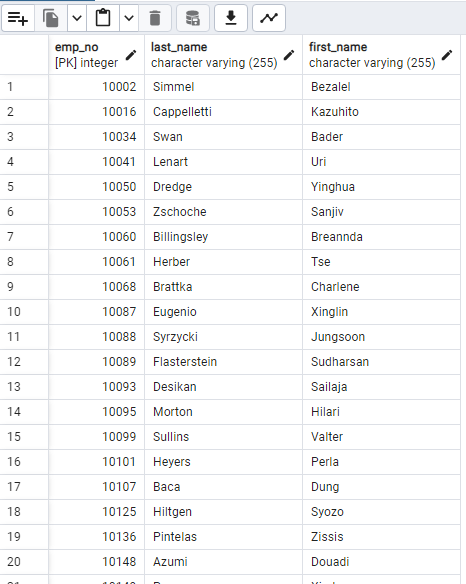 emp_no last_name first_name
[PK] integer character varying (255) character varying (255)
1 10002 Simmel Bezalel
2 10016 Cappelletti Kazuhito
3 10034 Swan Bader
4 10041 Lenart Uri
5 10050 Dredge Yinghua
6 10053 Zschoche Sanjiv
7 10060 Billingsley Breannda
8 10061 Herber Tse
9 10068 Brattka Charlene
10 10087 Eugenio Xinglin
11 10088 Syrzycki Jungsoon
12 10089 Flasterstein Sudharsan
13 10093 Desikan Sailaja
14 10095 Morton Hilari
15 10099 Sullins Valter
16 10101 Heyers Perla
17 10107 Baca Dung
18 10125 Hiltgen Syozo
19 10136 Pintelas Zissis
20 10148 Azumi Douadi